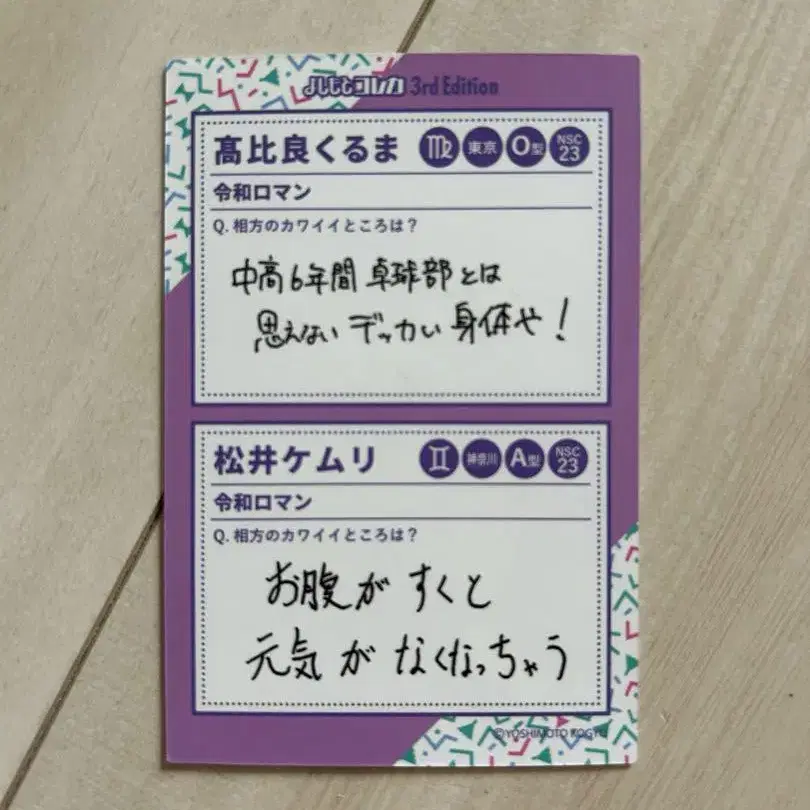 よしもとコレカ 3rd Edition
髙比良くるま ♍ 東京 O型 NSC 23
令和ロマン
Q. 相方のカワイイところは？
中高6年間 卓球部とは
思えない デッカい 身体や！
松井ケムリ ♊ 神奈川 A型 NSC 23
令和ロマン
Q. 相方のカワイイところは？
お腹が すくと
元気が なくなっちゃう
©YOSHIMOTO KOGYO